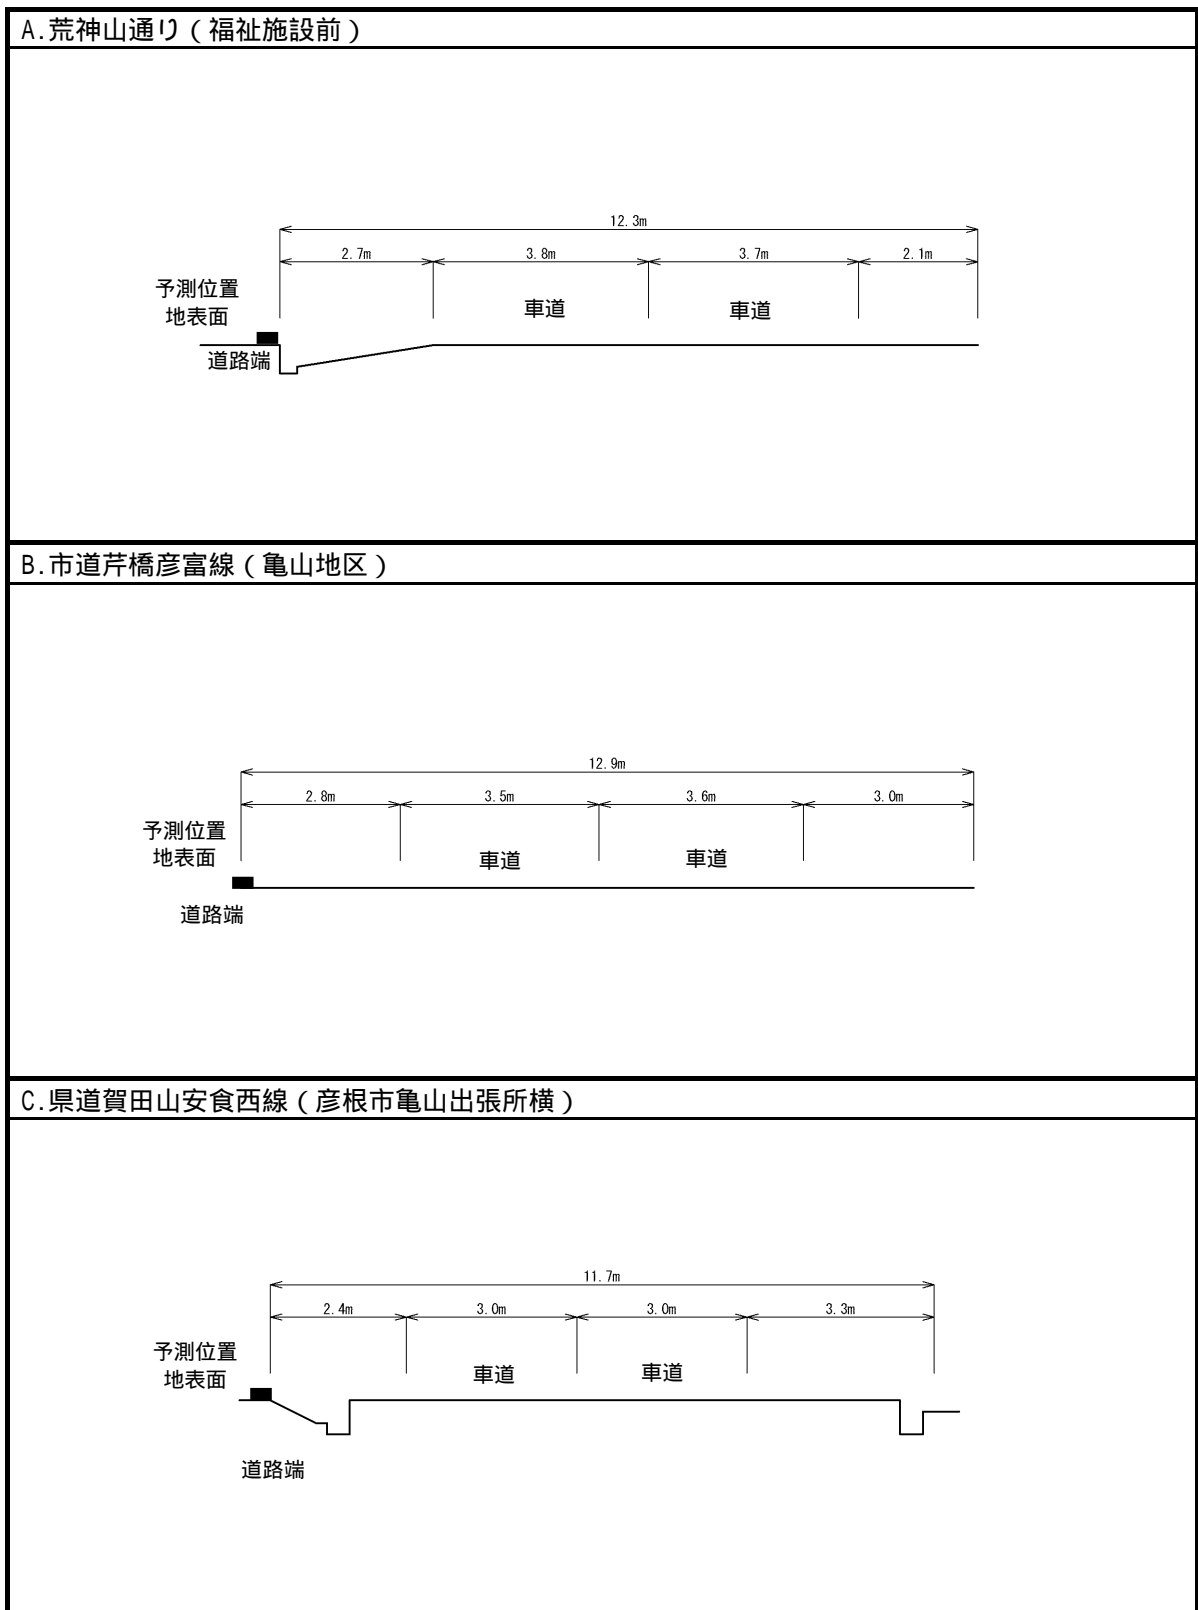 A.荒神山通り(福祉施設前)
12.3m
2.7m 3.8m 3.7m 2.1m
予測位置
地表面
車道 車道
道路端
B.市道芹橋彦富線(亀山地区)
12.9m
2.8m 3.5m 3.6m 3.0m
予測位置
地表面
車道 車道
道路端
C.県道賀田山安食西線(彦根市亀山出張所横)
11.7m
2.4m 3.0m 3.0m 3.3m
予測位置
地表面
車道 車道
道路端